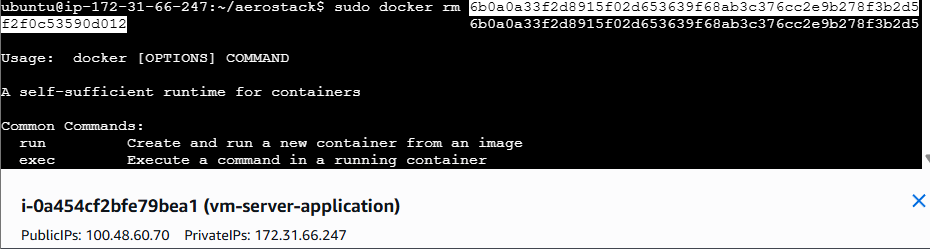 ubuntu@ip-172-31-66-247:~/aerostack$ sudo docker rm 6b0a0a33f2d8915f02d653639f68ab3c376cc2e9b278f3b2d5
f2f0c53590d012 6b0a0a33f2d8915f02d653639f68ab3c376cc2e9b278f3b2d5
Usage:  docker [OPTIONS] COMMAND
A self-sufficient runtime for containers
Common Commands:
  run         Create and run a new container from an image
  exec        Execute a command in a running container
i-0a454cf2bfe79bea1 (vm-server-application)
PublicIPs: 100.48.60.70 PrivateIPs: 172.31.66.247